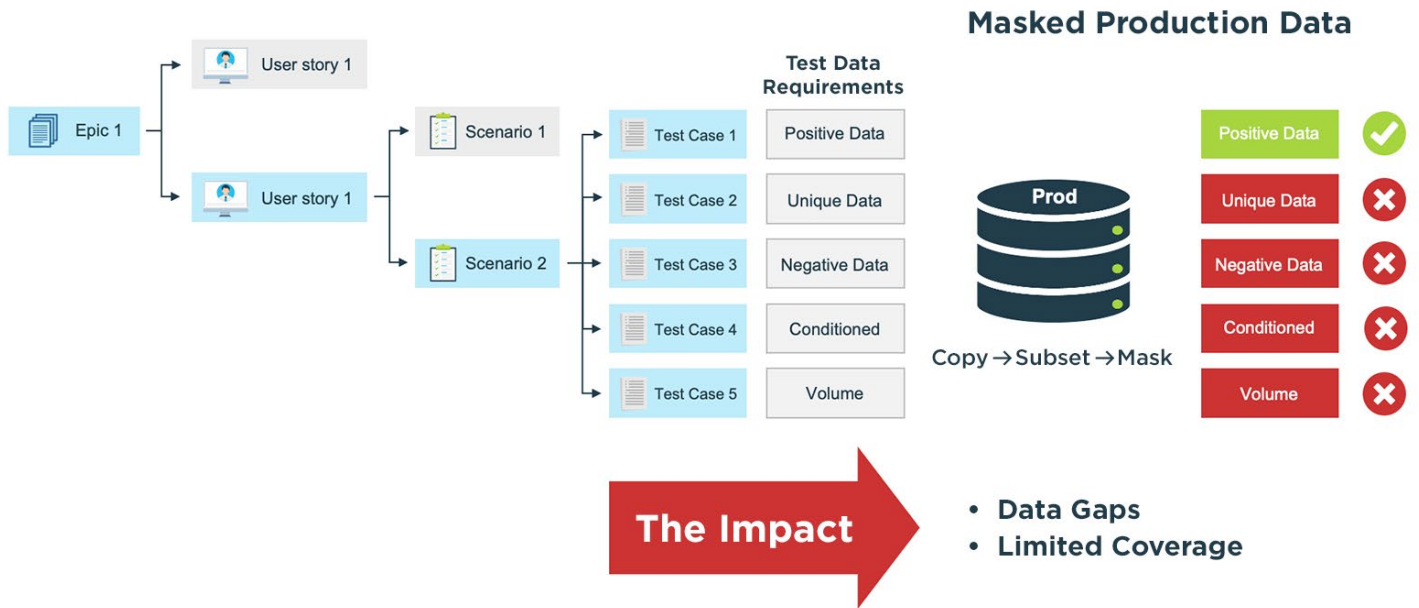 Masked Production Data
Test Data
Requirements
User story 1
Epic 1
User story 1
Scenario 1
Scenario 2
Test Case 1
Positive Data
Positive Data
Test Case 2
Unique Data
Unique Data
Test Case 3
Negative Data
Negative Data
Test Case 4
Conditioned
Conditioned
Test Case 5
Volume
Volume
Prod
Copy → Subset → Mask
The Impact
• Data Gaps
• Limited Coverage